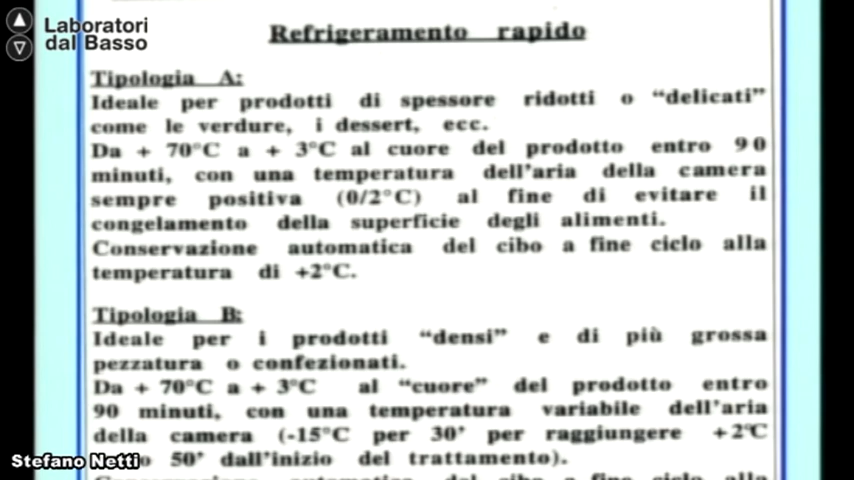 Laboratori
dal Basso
Refrigeramento rapido
Tipologia A:
Ideale per prodotti di spessore ridotti o “delicati”
come le verdure, i dessert, ecc.
Da + 70°C a + 3°C al cuore del prodotto entro 90
minuti, con una temperatura dell’aria della camera
sempre positiva (0/2°C) al fine di evitare il
congelamento della superficie degli alimenti.
Conservazione automatica del cibo a fine ciclo alla
temperatura di +2°C.
Tipologia B:
Ideale per i prodotti “densi” e di più grossa
pezzatura o confezionati.
Da + 70°C a + 3°C al “cuore” del prodotto entro
90 minuti, con una temperatura variabile dell’aria
della camera (-15°C per 30’ per raggiungere +2°C
50’ dall’inizio del trattamento).
Stefano Netti